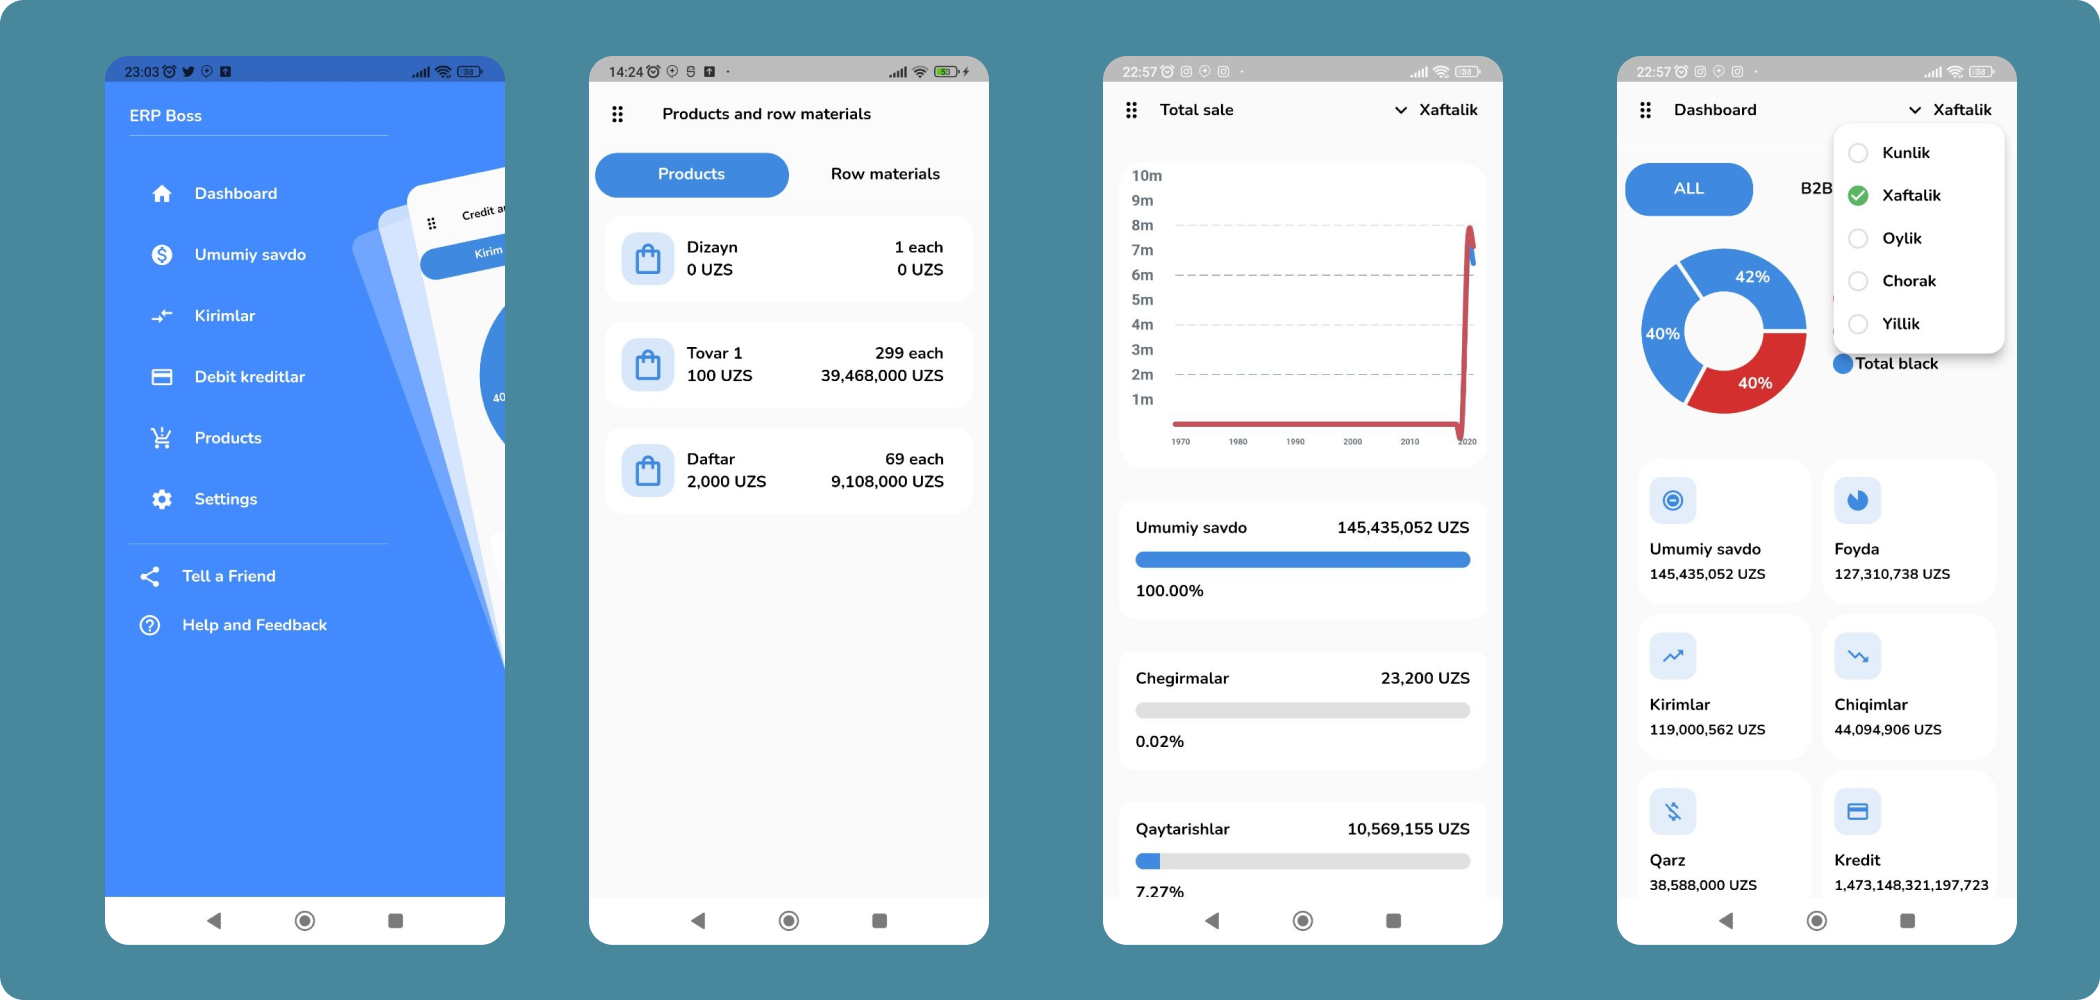 23:03
38
ERP Boss
Dashboard
Umumiy savdo
Kirimlar
Debit kreditlar
Products
Settings
Tell a Friend
Help and Feedback
Credit
Kirim
40
14:24
53
Products and row materials
Products
Row materials
Dizayn
1 each
0 UZS
0 UZS
Tovar 1
299 each
100 UZS
39,468,000 UZS
Daftar
69 each
2,000 UZS
9,108,000 UZS
22:57
38
Total sale
Xaftalik
10m
9m
8m
7m
6m
5m
4m
3m
2m
1m
1970 1980 1990 2000 2010 2020
Umumiy savdo
145,435,052 UZS
100.00%
Chegirmalar
23,200 UZS
0.02%
Qaytarishlar
10,569,155 UZS
7.27%
22:57
38
Dashboard
Xaftalik
Kunlik
Xaftalik
Oylik
Chorak
Yillik
ALL
B2B
42%
40%
40%
Total black
Umumiy savdo
145,435,052 UZS
Foyda
127,310,738 UZS
Kirimlar
119,000,562 UZS
Chiqimlar
44,094,906 UZS
Qarz
38,588,000 UZS
Kredit
1,473,148,321,197,723